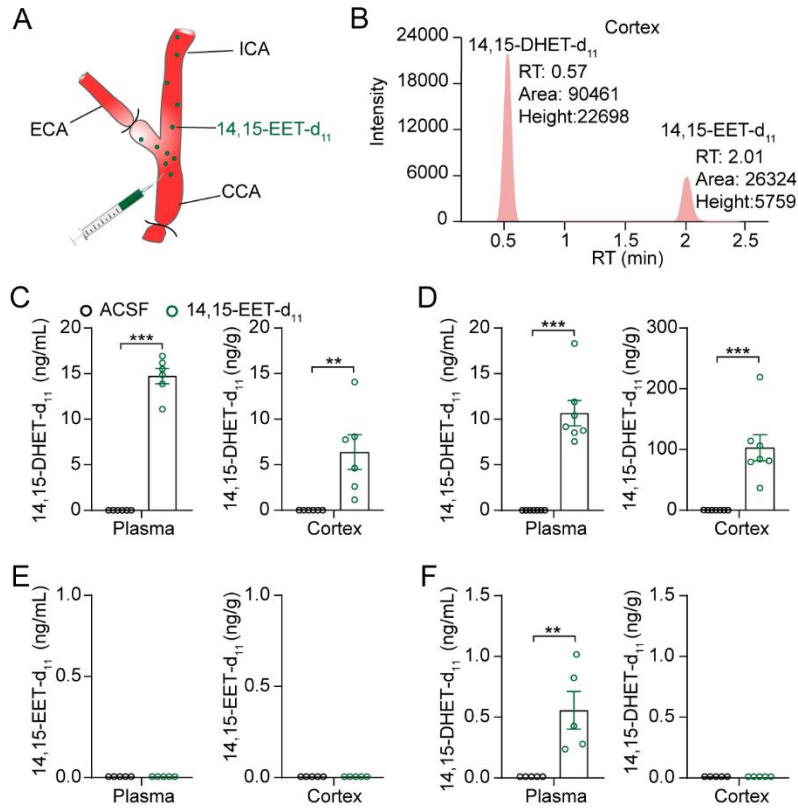 A
ICA
ECA
14,15-EET-d₁₁
CCA
B
Cortex
14,15-DHET-d₁₁
RT: 0.57
Area: 90461
Height:22698
14,15-EET-d₁₁
RT: 2.01
Area: 26324
Height:5759
Intensity
24000
18000
12000
6000
0
0.5 1 1.5 2 2.5
RT (min)
C
ACSF 14,15-EET-d₁₁
14,15-DHET-d₁₁ (ng/mL)
20
15
10
5
0
***
Plasma
14,15-DHET-d₁₁ (ng/g)
20
15
10
5
0
**
Cortex
D
14,15-DHET-d₁₁ (ng/mL)
20
15
10
5
0
***
Plasma
14,15-DHET-d₁₁ (ng/g)
300
200
100
0
***
Cortex
E
14,15-EET-d₁₁ (ng/mL)
1.0
0.5
0.0
Plasma
14,15-EET-d₁₁ (ng/g)
1.0
0.5
0.0
Cortex
F
14,15-DHET-d₁₁ (ng/mL)
1.5
1.0
0.5
0.0
**
Plasma
14,15-DHET-d₁₁ (ng/g)
1.5
1.0
0.5
0.0
Cortex